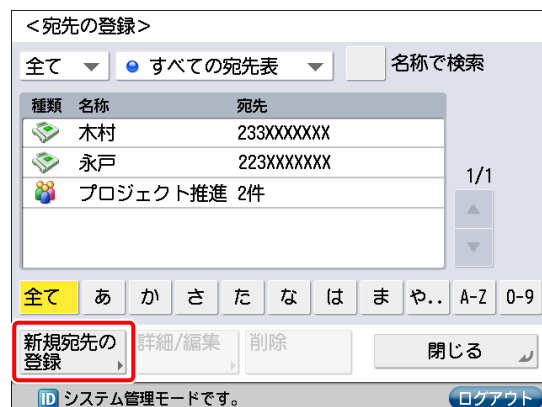 ＜宛先の登録＞
全て すべての宛先表 名称で検索
種類 名称 宛先
木村 233XXXXXXX
永戸 223XXXXXXX
プロジェクト推進 2件
1/1
全て あ か さ た な は ま や.. A-Z 0-9
新規宛先の
登録
詳細/編集 削除 閉じる
ID システム管理モードです。 ログアウト